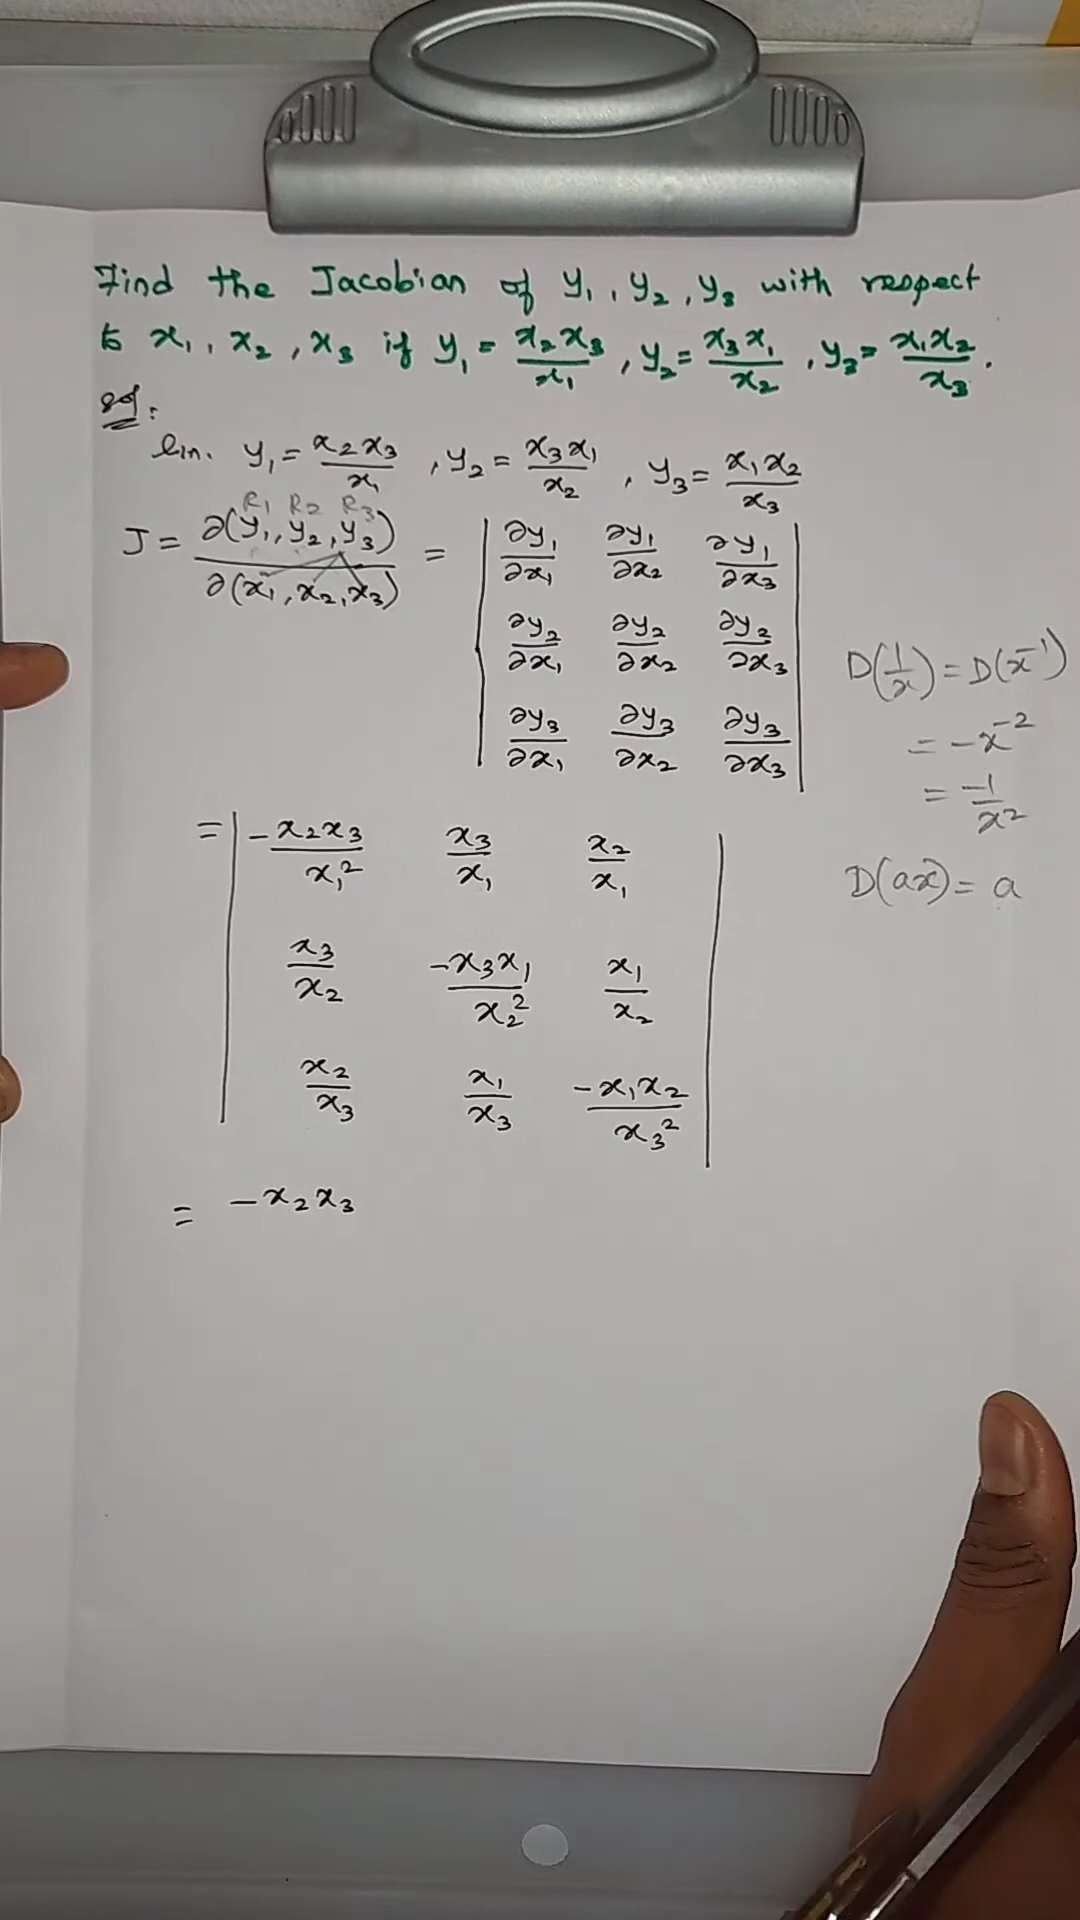 Find the Jacobian of y₁, y₂, y₃ with respect
to x₁, x₂, x₃ if y₁ = x₂x₃/x₁, y₂ = x₃x₁/x₂, y₃ = x₁x₂/x₃.
Sol:
Gn. y₁ = x₂x₃/x₁, y₂ = x₃x₁/x₂, y₃ = x₁x₂/x₃
R₁ R₂ R₃
J = ∂(y₁, y₂, y₃)/∂(x₁, x₂, x₃) = | ∂y₁/∂x₁ ∂y₁/∂x₂ ∂y₁/∂x₃ |
| ∂y₂/∂x₁ ∂y₂/∂x₂ ∂y₂/∂x₃ |
| ∂y₃/∂x₁ ∂y₃/∂x₂ ∂y₃/∂x₃ |
D(1/x) = D(x⁻¹)
= -x⁻²
= -1/x²
D(ax) = a
= | -x₂x₃/x₁² x₃/x₁ x₂/x₁ |
| x₃/x₂ -x₃x₁/x₂² x₁/x₂ |
| x₂/x₃ x₁/x₃ -x₁x₂/x₃² |
= -x₂x₃